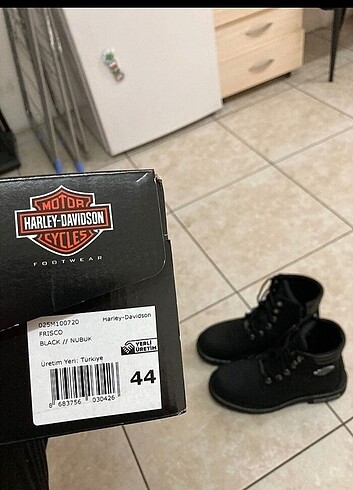 MOTOR
HARLEY-DAVIDSON
CYCLES
FOOTWEAR
025M100720 Harley-Davidson
FRISCO
BLACK // NUBUK
YERLİ
ÜRETİM
Üretim Yeri: Türkiye
44
8 683756 030426